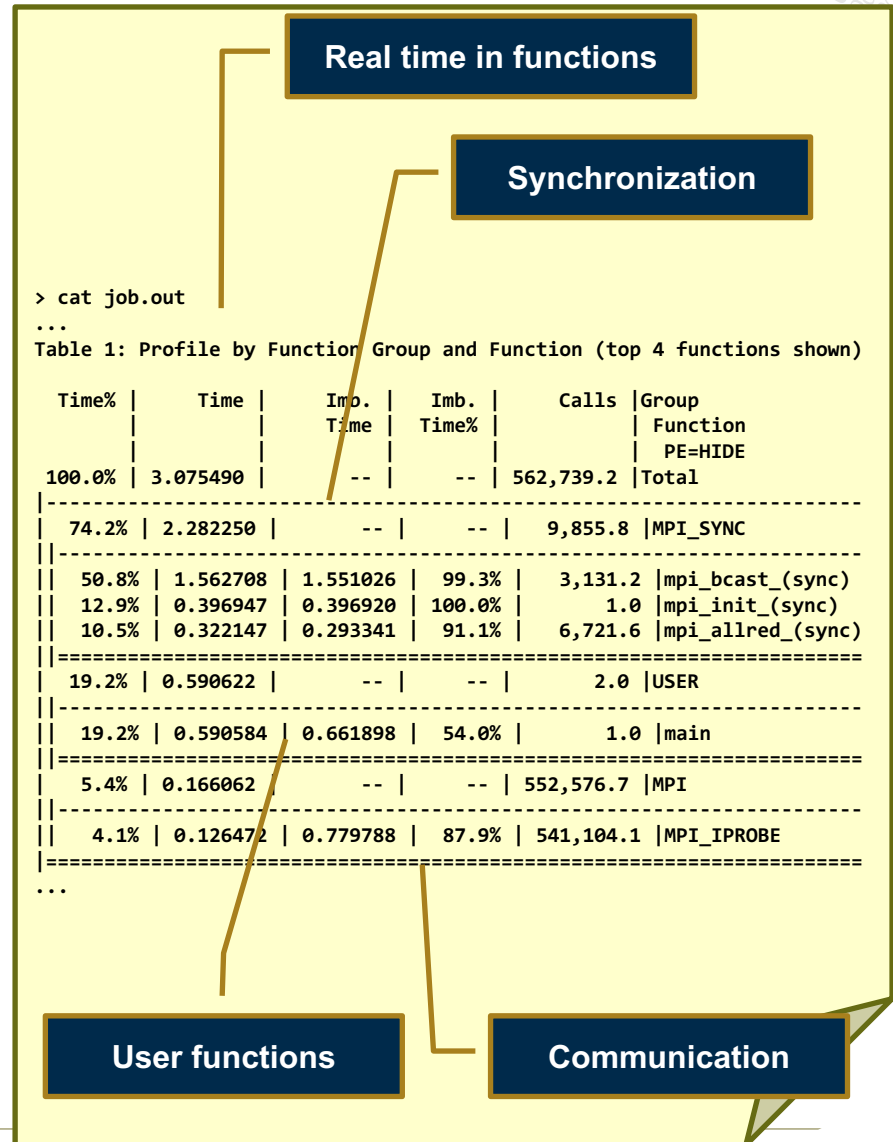 Real time in functions
Synchronization
> cat job.out
...
Table 1: Profile by Function Group and Function (top 4 functions shown)
Time% | Time | Imb. | Imb. | Calls |Group
| | Time | Time% | | Function
| | | | | PE=HIDE
100.0% | 3.075490 | -- | -- | 562,739.2 |Total
|----------------------------------------------------------------------
| 74.2% | 2.282250 | -- | -- | 9,855.8 |MPI_SYNC
||---------------------------------------------------------------------
|| 50.8% | 1.562708 | 1.551026 | 99.3% | 3,131.2 |mpi_bcast_(sync)
|| 12.9% | 0.396947 | 0.396920 | 100.0% | 1.0 |mpi_init_(sync)
|| 10.5% | 0.322147 | 0.293341 | 91.1% | 6,721.6 |mpi_allred_(sync)
||=====================================================================
| 19.2% | 0.590622 | -- | -- | 2.0 |USER
||---------------------------------------------------------------------
|| 19.2% | 0.590584 | 0.661898 | 54.0% | 1.0 |main
||=====================================================================
| 5.4% | 0.166062 | -- | -- | 552,576.7 |MPI
||---------------------------------------------------------------------
|| 4.1% | 0.126472 | 0.779788 | 87.9% | 541,104.1 |MPI_IPROBE
|======================================================================
...
User functions
Communication